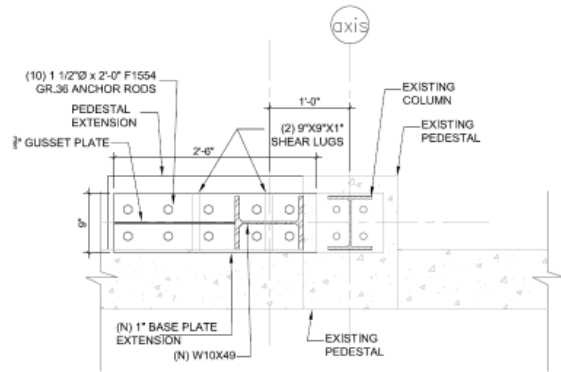 axis
(10) 1 1/2"Ø x 2'-0" F1554
GR.36 ANCHOR RODS
PEDESTAL
EXTENSION
GUSSET PLATE
2'-6"
1'-0"
(2) 9"X9"X1"
SHEAR LUGS
EXISTING
COLUMN
EXISTING
PEDESTAL
9"
(N) 1" BASE PLATE
EXTENSION
(N) W10X49
EXISTING
PEDESTAL